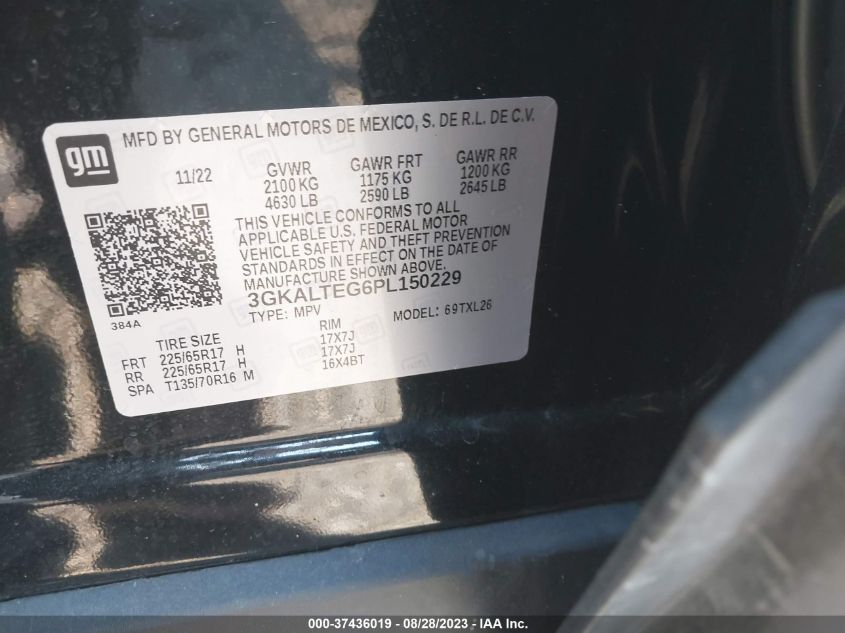 gm
MFD BY GENERAL MOTORS DE MEXICO, S. DE R.L. DE C.V.
11/22
GVWR
2100 KG
4630 LB
GAWR FRT
1175 KG
2590 LB
GAWR RR
1200 KG
2645 LB
THIS VEHICLE CONFORMS TO ALL
APPLICABLE U.S. FEDERAL MOTOR
VEHICLE SAFETY AND THEFT PREVENTION
STANDARDS IN EFFECT ON THE DATE OF
MANUFACTURE SHOWN ABOVE.
3GKALTEG6PL150229
TYPE: MPV MODEL: 69TXL26
384A
TIRE SIZE RIM
FRT 225/65R17 H 17X7J
RR 225/65R17 H 17X7J
SPA T135/70R16 M 16X4BT
000-37436019 — 08/28/2023 — IAA Inc.